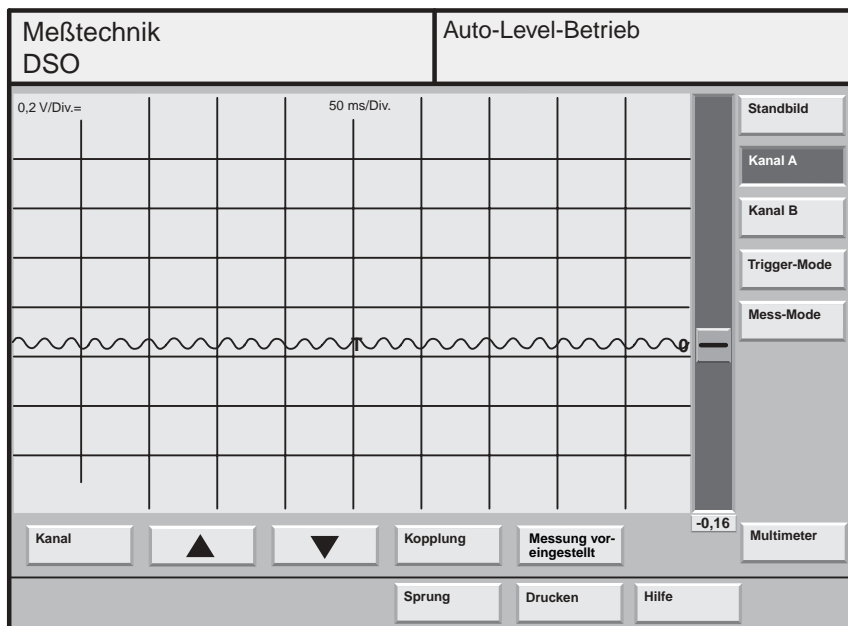 Meßtechnik
DSO
Auto-Level-Betrieb
0,2 V/Div.=
50 ms/Div.
T
0
-0,16
Standbild
Kanal A
Kanal B
Trigger-Mode
Mess-Mode
Multimeter
Kanal
Kopplung
Messung vor-
eingestellt
Sprung
Drucken
Hilfe